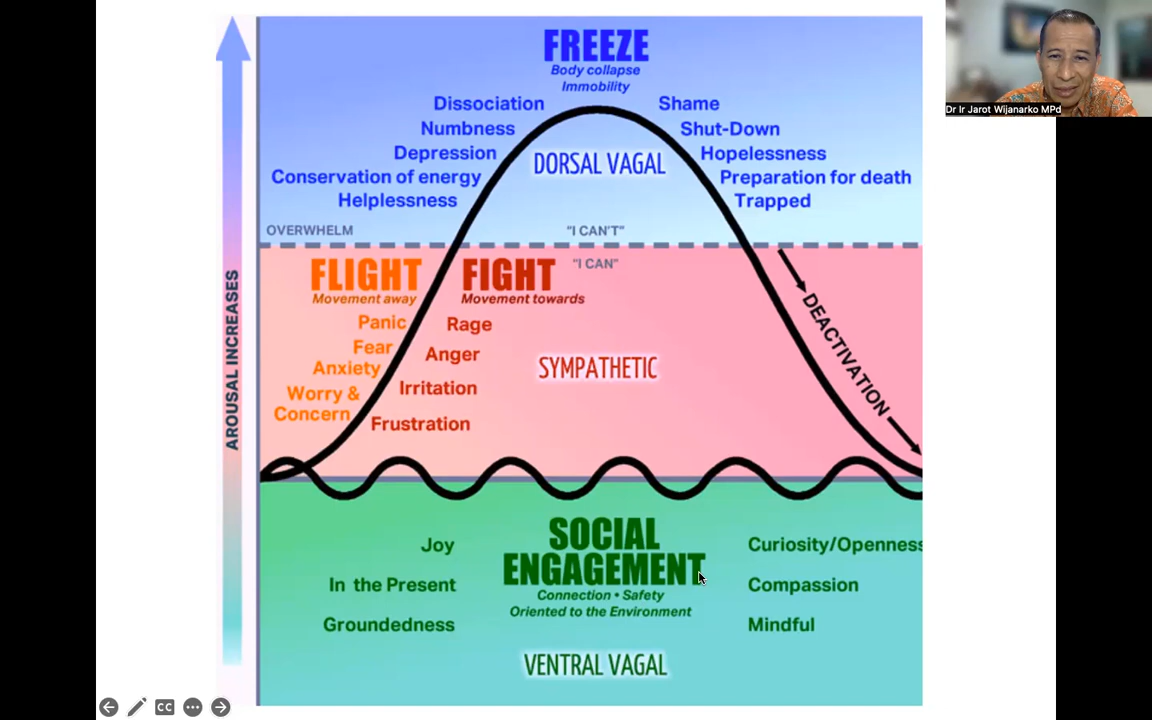 FREEZE
Body collapse
Immobility
Dissociation
Shame
Numbness
Shut-Down
Depression
DORSAL VAGAL
Hopelessness
Conservation of energy
Preparation for death
Helplessness
Trapped
OVERWHELM
"I CAN'T"
"I CAN"
FLIGHT
Movement away
FIGHT
Movement towards
Panic
Rage
Fear
Anger
Anxiety
Irritation
Worry &
Concern
Frustration
SYMPATHETIC
DEACTIVATION
AROUSAL INCREASES
SOCIAL
ENGAGEMENT
Connection • Safety
Oriented to the Environment
Joy
Curiosity/Openness
In the Present
Compassion
Groundedness
Mindful
VENTRAL VAGAL
CC
Dr Ir Jarot Wijanarko MPd